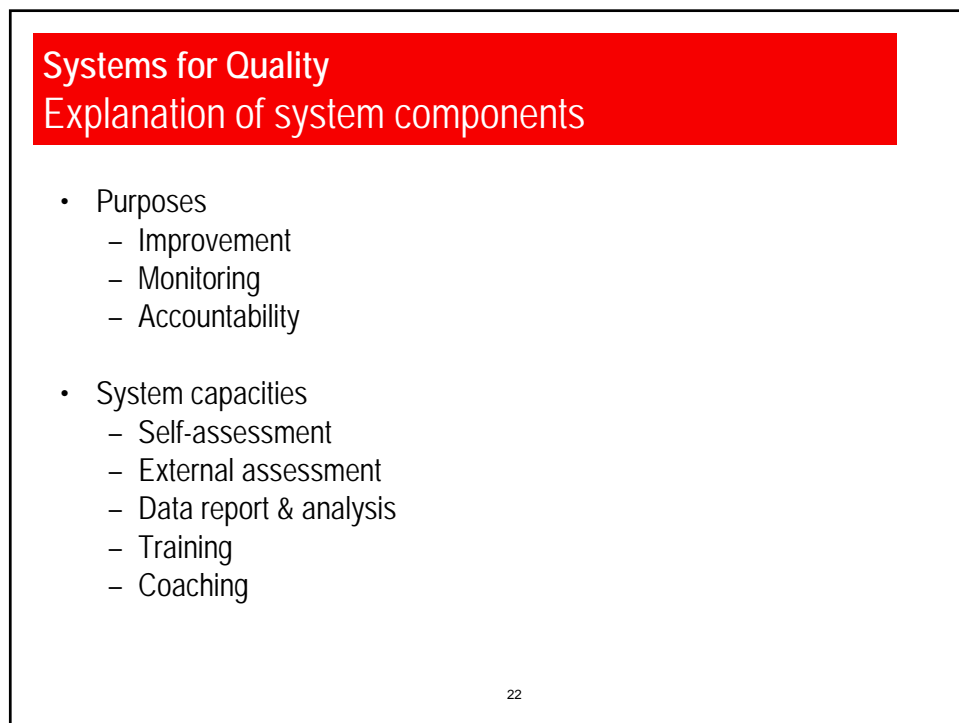 Systems for Quality
Explanation of system components
• Purposes
– Improvement
– Monitoring
– Accountability
• System capacities
– Self-assessment
– External assessment
– Data report & analysis
– Training
– Coaching
22